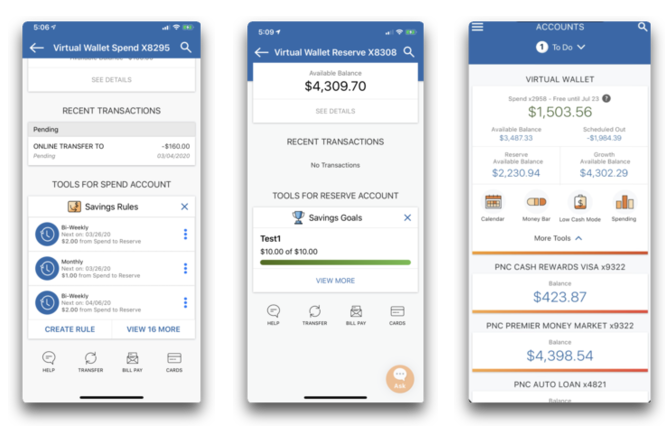 5:06
Virtual Wallet Spend X8295
SEE DETAILS
RECENT TRANSACTIONS
Pending
ONLINE TRANSFER TO
-$160.00
Pending
03/04/2020
TOOLS FOR SPEND ACCOUNT
Savings Rules
Bi-Weekly
Next on: 03/26/20
$2.00 from Spend to Reserve
Monthly
Next on: 03/26/20
$1.00 from Spend to Reserve
Bi-Weekly
Next on: 04/06/20
$2.00 from Spend to Reserve
CREATE RULE
VIEW 16 MORE
HELP
TRANSFER
BILL PAY
CARDS
5:09
Virtual Wallet Reserve X8308
Available Balance
$4,309.70
SEE DETAILS
RECENT TRANSACTIONS
No Transactions
TOOLS FOR RESERVE ACCOUNT
Savings Goals
Test1
$10.00 of $10.00
VIEW MORE
HELP
TRANSFER
BILL PAY
CARDS
Ask
ACCOUNTS
1 To Do
VIRTUAL WALLET
Spend x2958 - Free until Jul 23 ?
$1,503.56
Available Balance
Scheduled Out
$3,487.33
-$1,984.39
Reserve
Growth
Available Balance
Available Balance
$2,230.94
$4,302.29
Calendar
Money Bar
Low Cash Mode
Spending
More Tools
PNC CASH REWARDS VISA x9322
Balance
$423.87
PNC PREMIER MONEY MARKET x9322
Balance
$4,398.54
PNC AUTO LOAN x4821
Balance